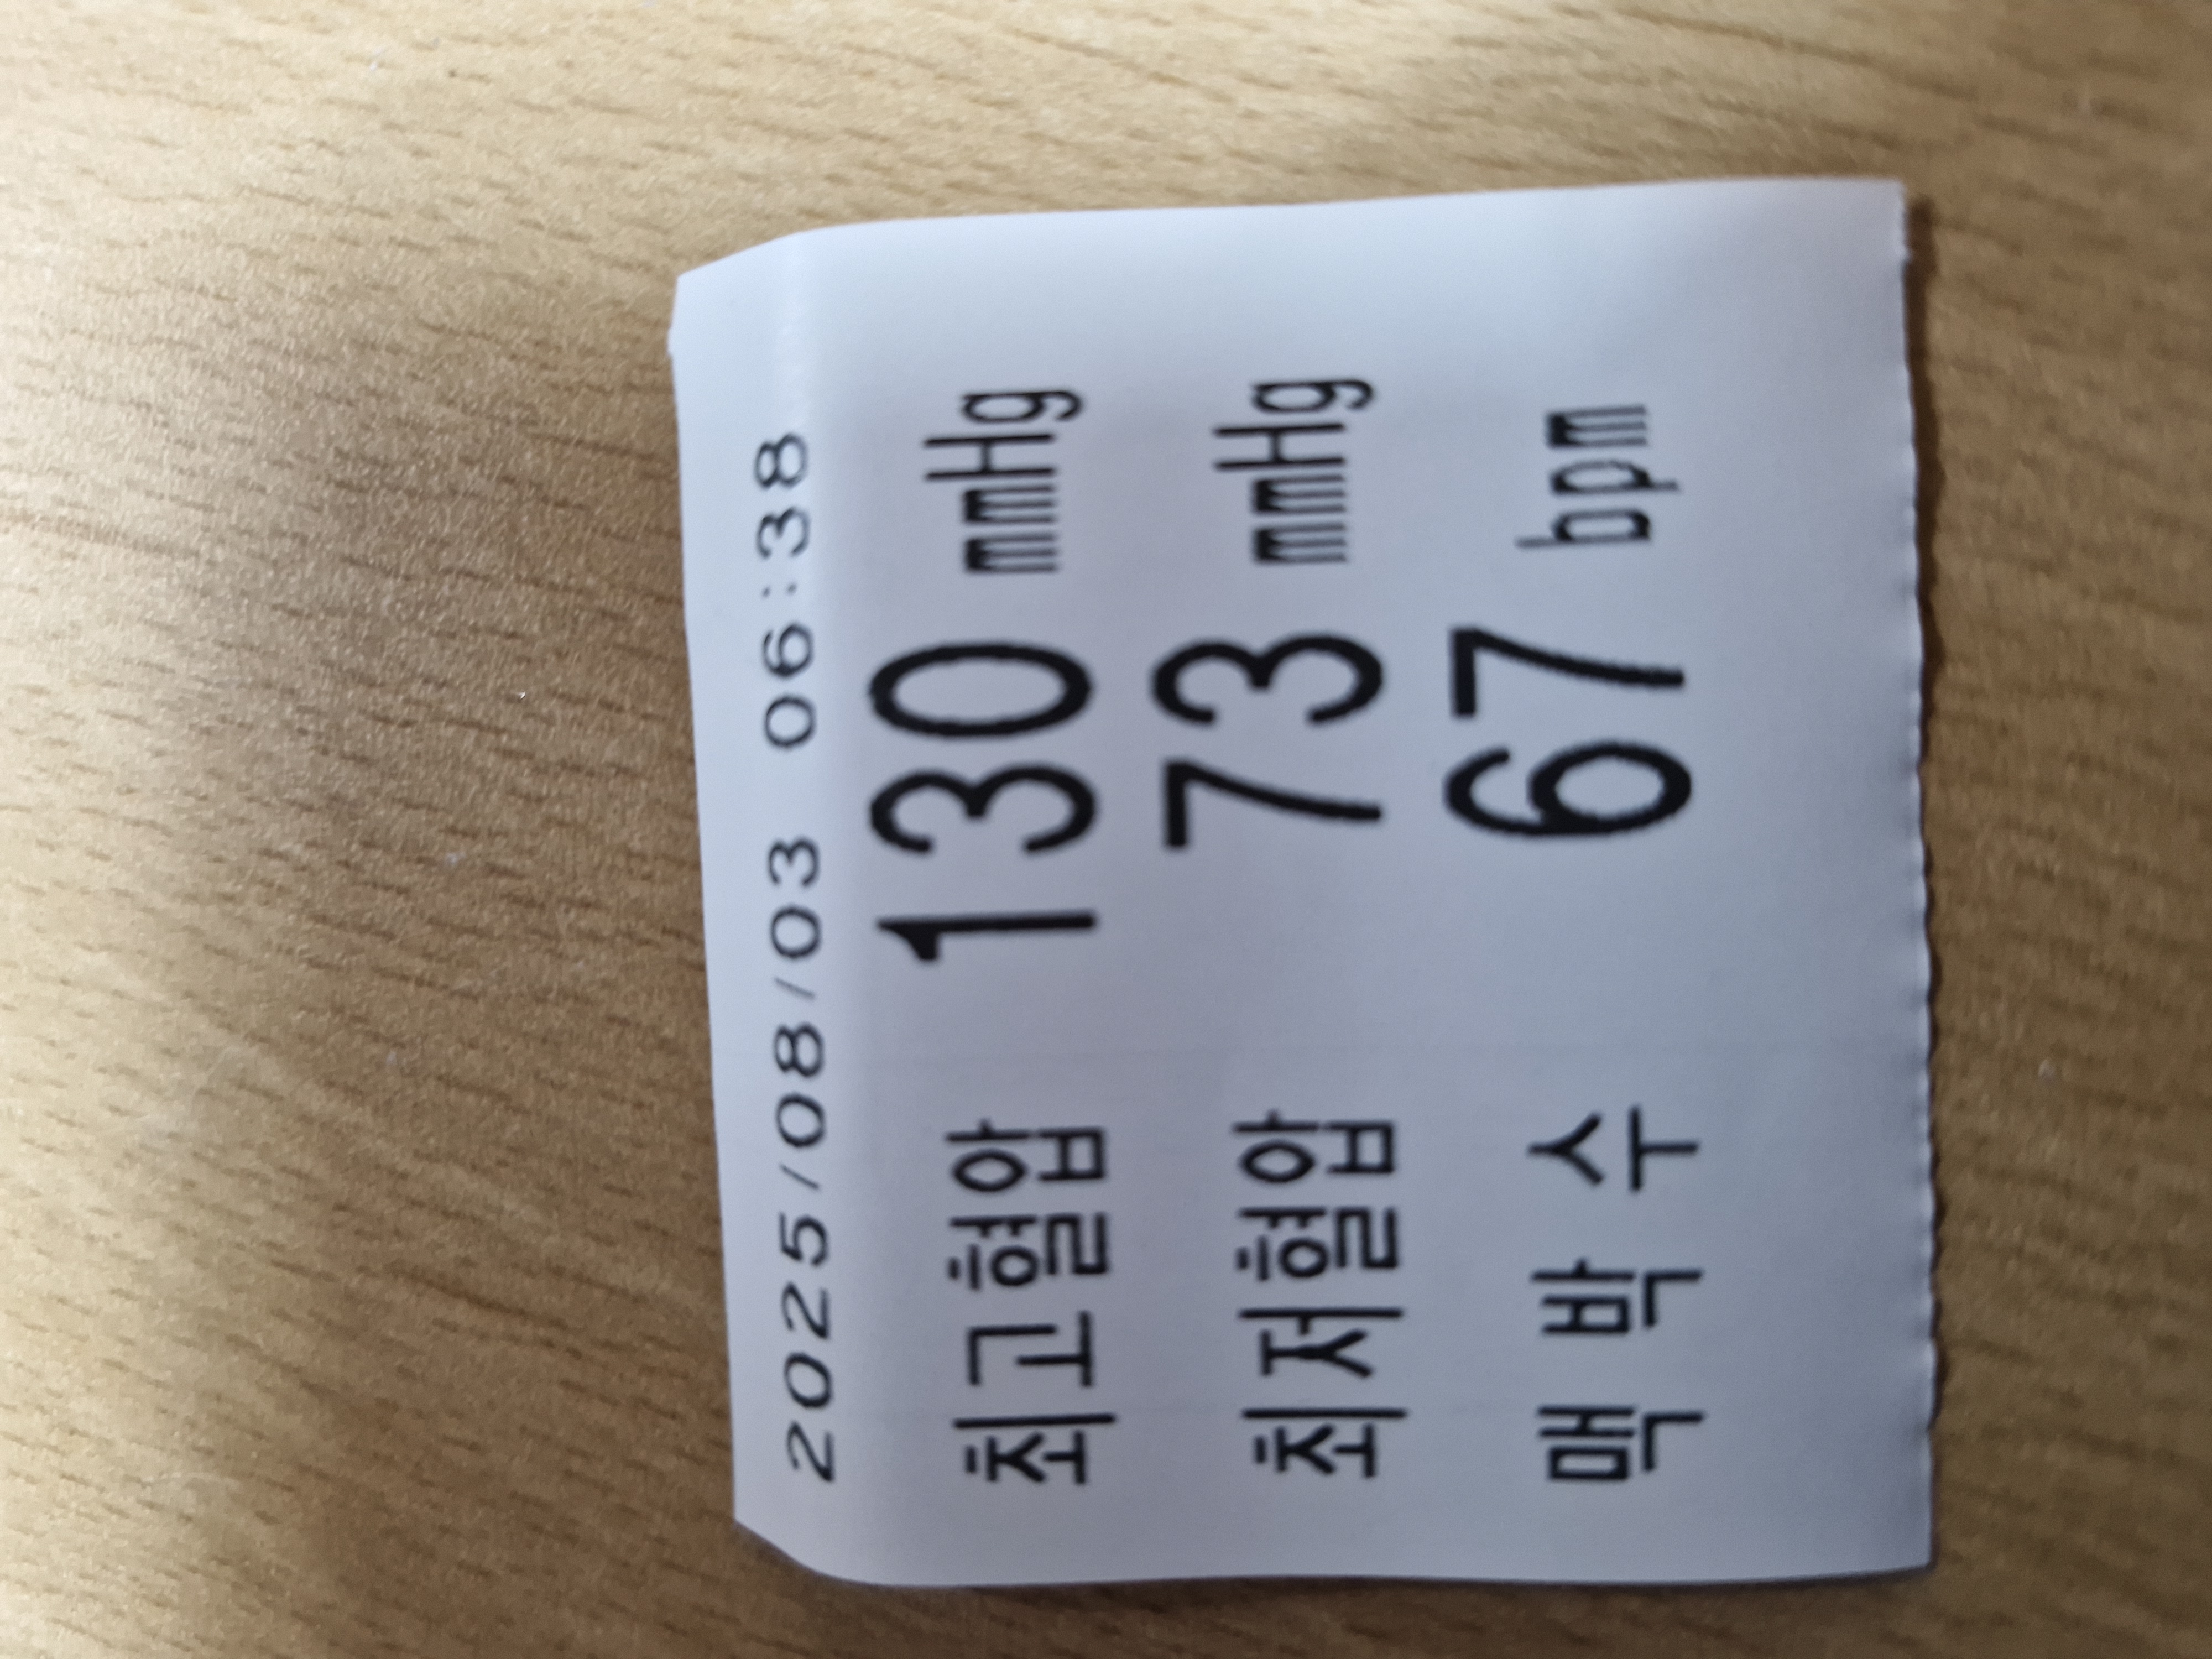 2025/08/03 06:38
최고혈압 130 mmHg
최저혈압 73 mmHg
맥 박 수 67 bpm